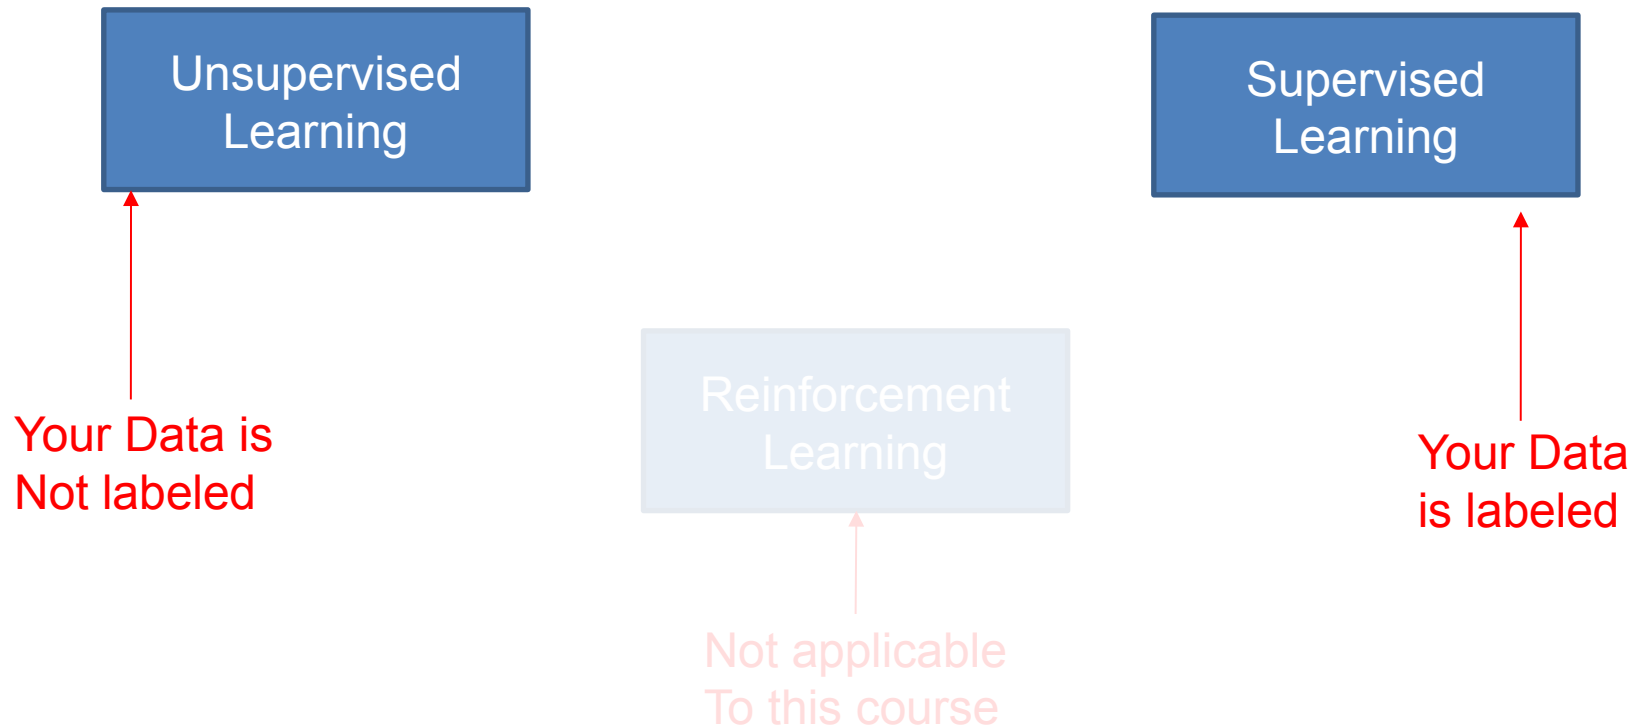 Unsupervised
Learning
Supervised
Learning
Your Data is
Not labeled
Reinforcement
Learning
Your Data
is labeled
Not applicable
To this course